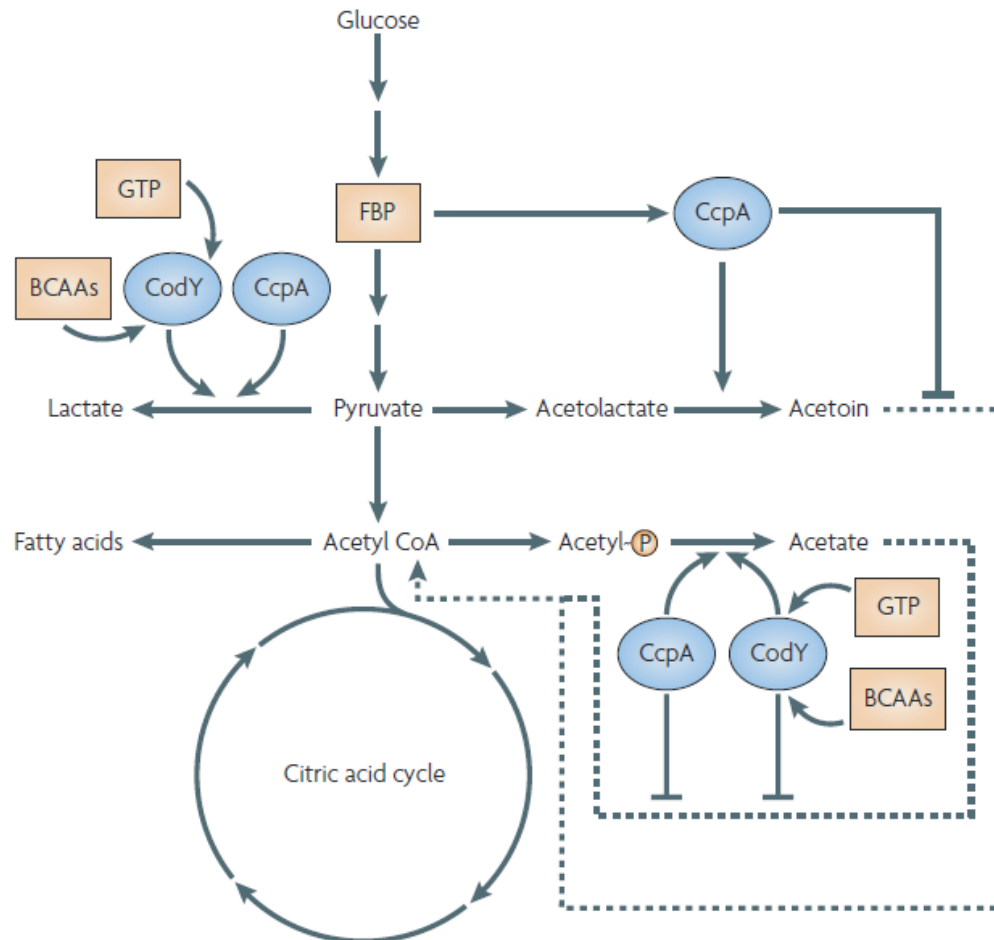 Glucose
GTP
FBP
CcpA
BCAAs
CodY
CcpA
Lactate
Pyruvate
Acetolactate
Acetoin
Fatty acids
Acetyl CoA
Acetyl~P
Acetate
GTP
CcpA
CodY
BCAAs
Citric acid cycle